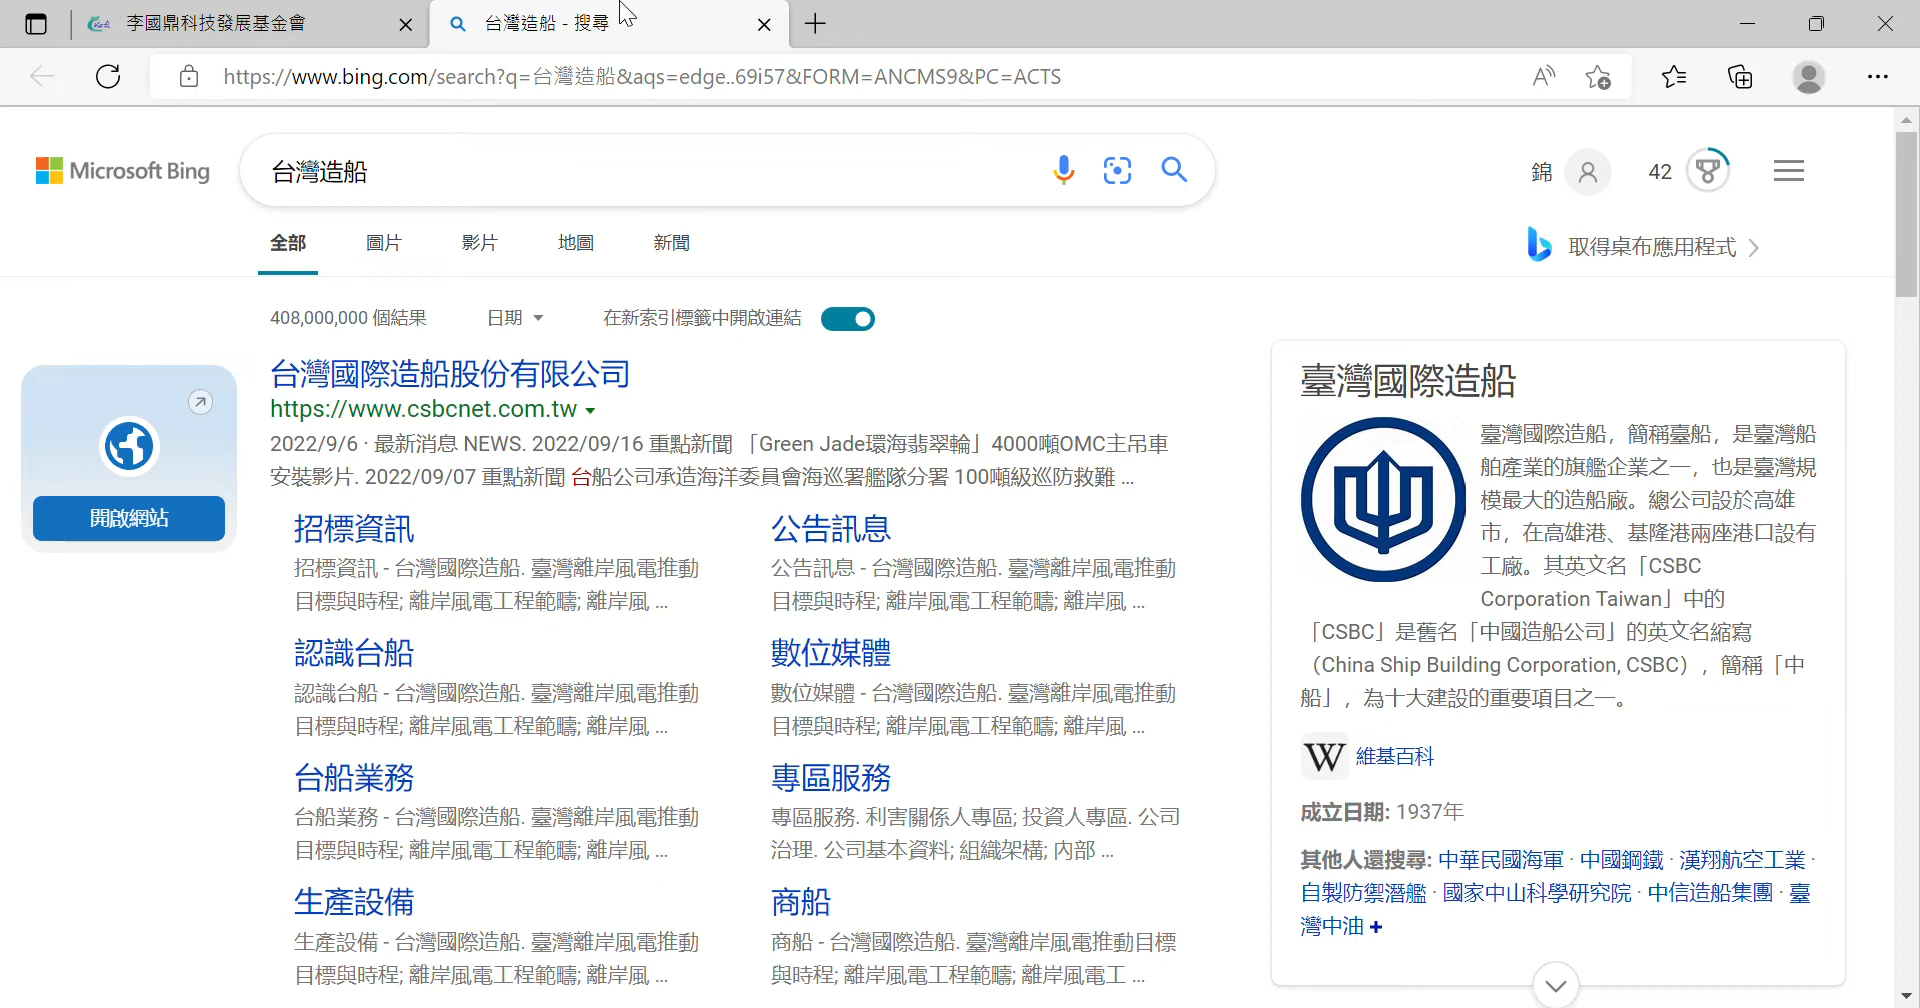 李國鼎科技發展基金會
台灣造船 - 搜尋
https://www.bing.com/search?q=台灣造船&aqs=edge..69i57&FORM=ANCMS9&PC=ACTS
Microsoft Bing
台灣造船
錦
42
全部 圖片 影片 地圖 新聞
取得桌布應用程式
408,000,000 個結果 日期 在新索引標籤中開啟連結
開啟網站
台灣國際造船股份有限公司
https://www.csbcnet.com.tw
2022/9/6 · 最新消息 NEWS. 2022/09/16 重點新聞 「Green Jade環海翡翠輪」4000噸OMC主吊車
安裝影片. 2022/09/07 重點新聞 台船公司承造海洋委員會海巡署艦隊分署 100噸級巡防救難 ...
招標資訊
招標資訊 - 台灣國際造船. 臺灣離岸風電推動
目標與時程; 離岸風電工程範疇; 離岸風 ...
公告訊息
公告訊息 - 台灣國際造船. 臺灣離岸風電推動
目標與時程; 離岸風電工程範疇; 離岸風 ...
認識台船
認識台船 - 台灣國際造船. 臺灣離岸風電推動
目標與時程; 離岸風電工程範疇; 離岸風 ...
數位媒體
數位媒體 - 台灣國際造船. 臺灣離岸風電推動
目標與時程; 離岸風電工程範疇; 離岸風 ...
台船業務
台船業務 - 台灣國際造船. 臺灣離岸風電推動
目標與時程; 離岸風電工程範疇; 離岸風 ...
專區服務
專區服務. 利害關係人專區; 投資人專區. 公司
治理. 公司基本資料; 組織架構; 內部 ...
生產設備
生產設備 - 台灣國際造船. 臺灣離岸風電推動
目標與時程; 離岸風電工程範疇; 離岸風 ...
商船
商船 - 台灣國際造船. 臺灣離岸風電推動目標
與時程; 離岸風電工程範疇; 離岸風電工 ...
臺灣國際造船
臺灣國際造船，簡稱臺船，是臺灣船
舶產業的旗艦企業之一，也是臺灣規
模最大的造船廠。總公司設於高雄
市，在高雄港、基隆港兩座港口設有
工廠。其英文名「CSBC
Corporation Taiwan」中的
「CSBC」是舊名「中國造船公司」的英文名縮寫
（China Ship Building Corporation, CSBC），簡稱「中
船」，為十大建設的重要項目之一。
W 維基百科
成立日期: 1937年
其他人還搜尋: 中華民國海軍 · 中國鋼鐵 · 漢翔航空工業 ·
自製防禦潛艦 · 國家中山科學研究院 · 中信造船集團 · 臺
灣中油 +